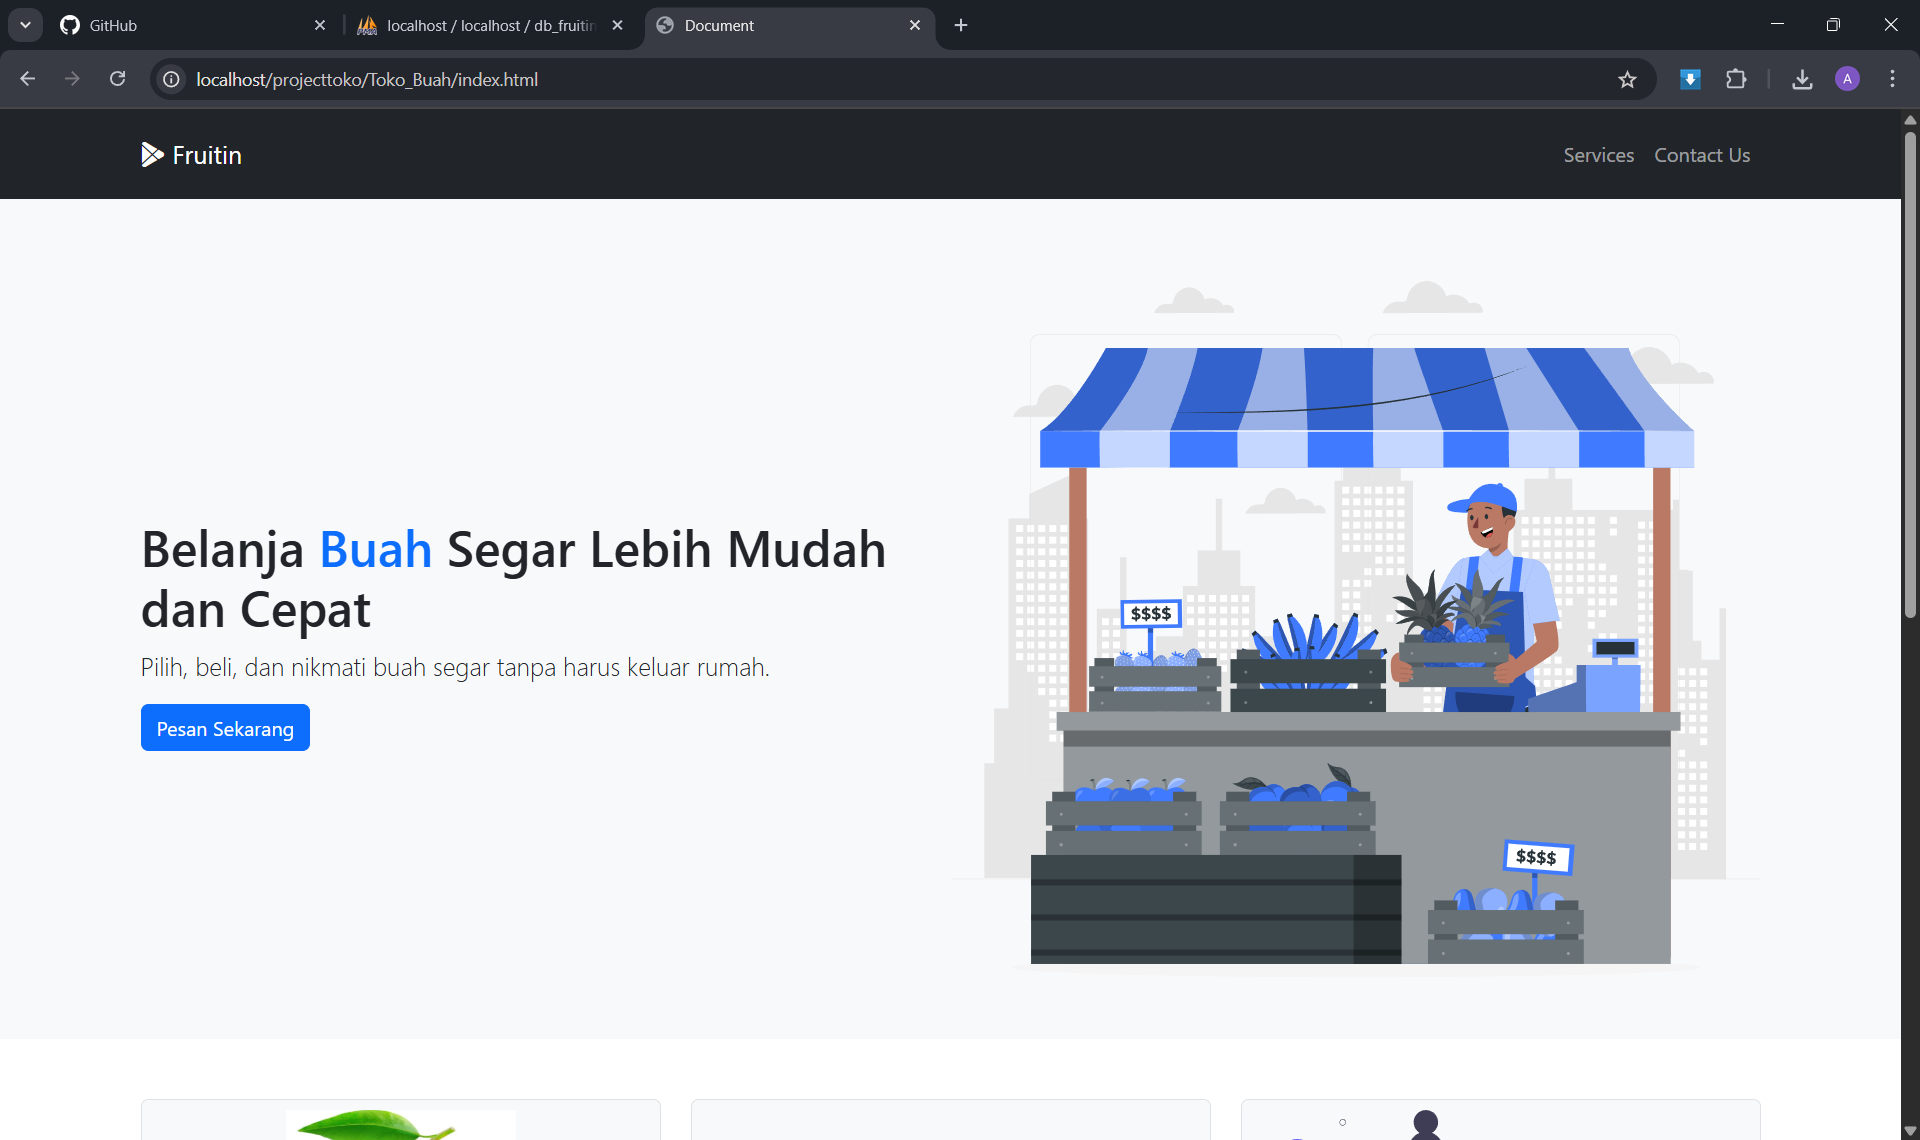 GitHub
localhost / localhost / db_fruitin
Document
localhost/projecttoko/Toko_Buah/index.html
A
Fruitin
Services
Contact Us
Belanja Buah Segar Lebih Mudah
dan Cepat
Pilih, beli, dan nikmati buah segar tanpa harus keluar rumah.
Pesan Sekarang
$$$$
$$$$